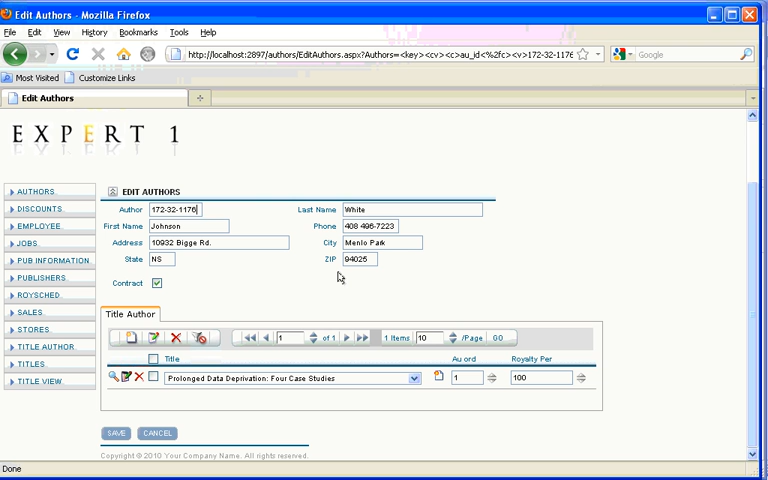 Edit Authors - Mozilla Firefox
File Edit View History Bookmarks Tools Help
http://localhost:2897/authors/EditAuthors.aspx?Authors=<key><cv><c>au_id<%2fc><v>172-32-1176 Google
Most Visited Customize Links
Edit Authors
EXPERT 1
AUTHORS
DISCOUNTS
EMPLOYEE
JOBS
PUB INFORMATION
PUBLISHERS
ROYSCHED
SALES
STORES
TITLE AUTHOR
TITLES
TITLE VIEW
EDIT AUTHORS
Author 172-32-1176 Last Name White
First Name Johnson Phone 408 496-7223
Address 10932 Bigge Rd. City Menlo Park
State NS ZIP 94025
Contract
Title Author
1 of 1 1 Items 10 /Page GO
Title Au ord Royalty Per
Prolonged Data Deprivation: Four Case Studies 1 100
SAVE CANCEL
Copyright © 2010 Your Company Name. All rights reserved.
Done